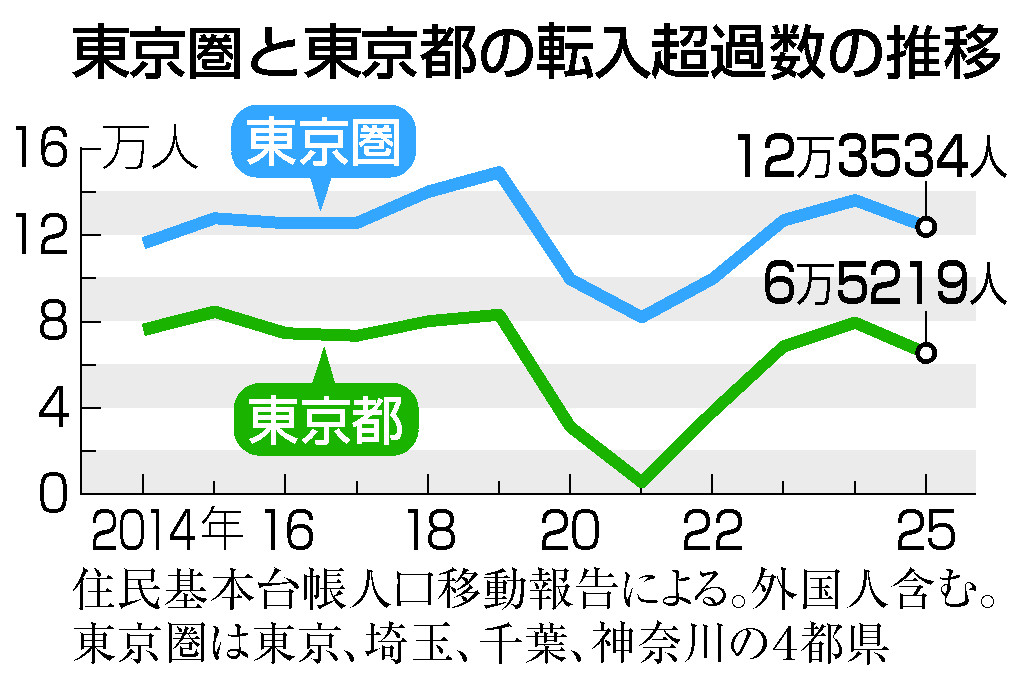 東京圏と東京都の転入超過数の推移
16万人
東京圏
12万3534人
12
6万5219人
8
東京都
4
0
2014年 16 18 20 22 25
住民基本台帳人口移動報告による。外国人含む。
東京圏は東京、埼玉、千葉、神奈川の4都県